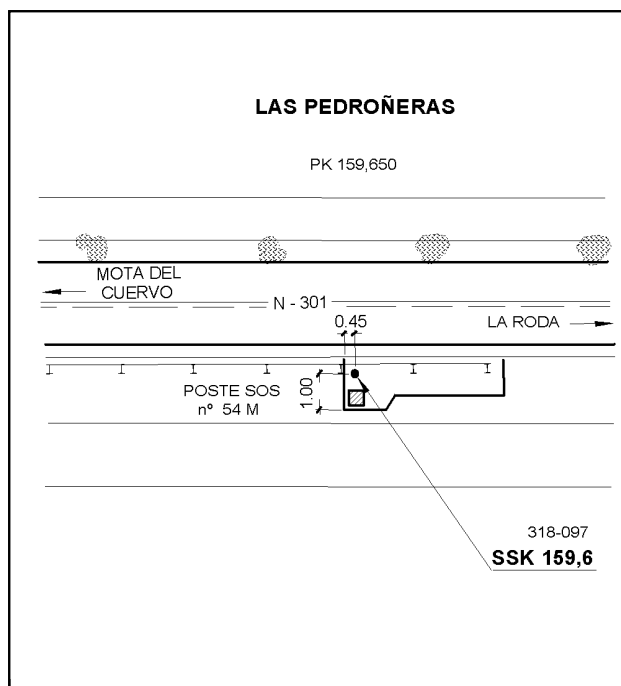 LAS PEDROÑERAS
PK 159,650
MOTA DEL
CUERVO
N - 301
0.45
LA RODA
POSTE SOS
nº 54 M
1.00
318-097
SSK 159,6